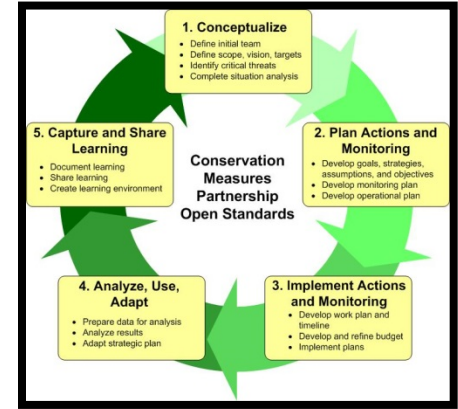 1. Conceptualize
• Define initial team
• Define scope, vision, targets
• Identify critical threats
• Complete situation analysis
2. Plan Actions and
Monitoring
• Develop goals, strategies,
assumptions, and objectives
• Develop monitoring plan
• Develop operational plan
3. Implement Actions
and Monitoring
• Develop work plan and
timeline
• Develop and refine budget
• Implement plans
4. Analyze, Use,
Adapt
• Prepare data for analysis
• Analyze results
• Adapt strategic plan
5. Capture and Share
Learning
• Document learning
• Share learning
• Create learning environment
Conservation
Measures
Partnership
Open Standards